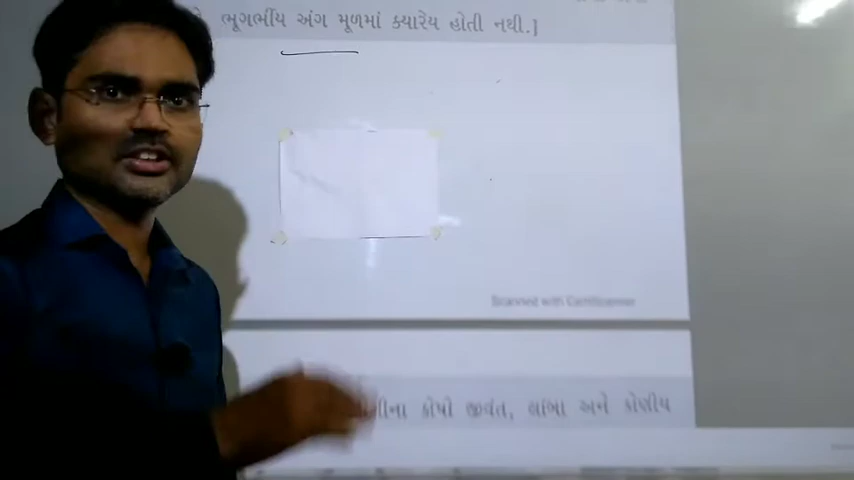 ભૂગર્ભીય અંગ મૂળમાં ક્યારેય હોતી નથી.]
Scanned with CamScanner
કોષો જીવંત, લાંબા અને કોણીય